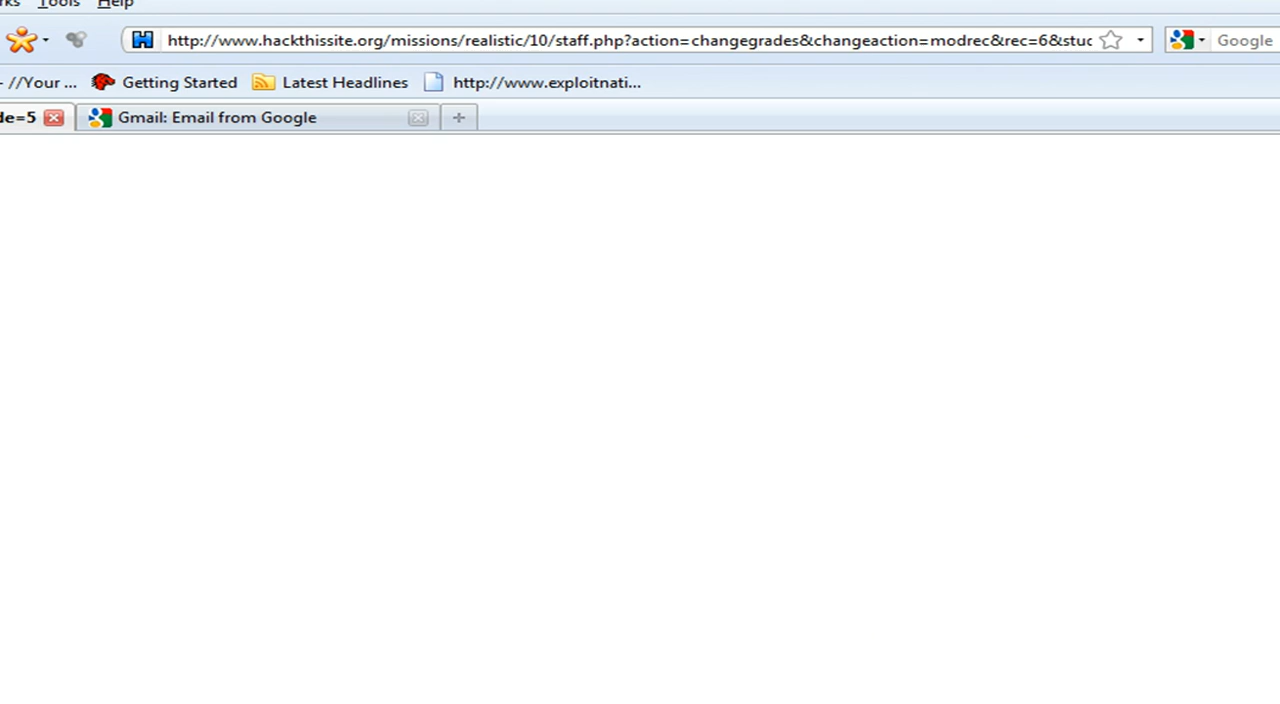 rks Tools Help
http://www.hackthissite.org/missions/realistic/10/staff.php?action=changegrades&changeaction=modrec&rec=6&stuc Google
- //Your ... Getting Started Latest Headlines http://www.exploitnati...
de=5 Gmail: Email from Google